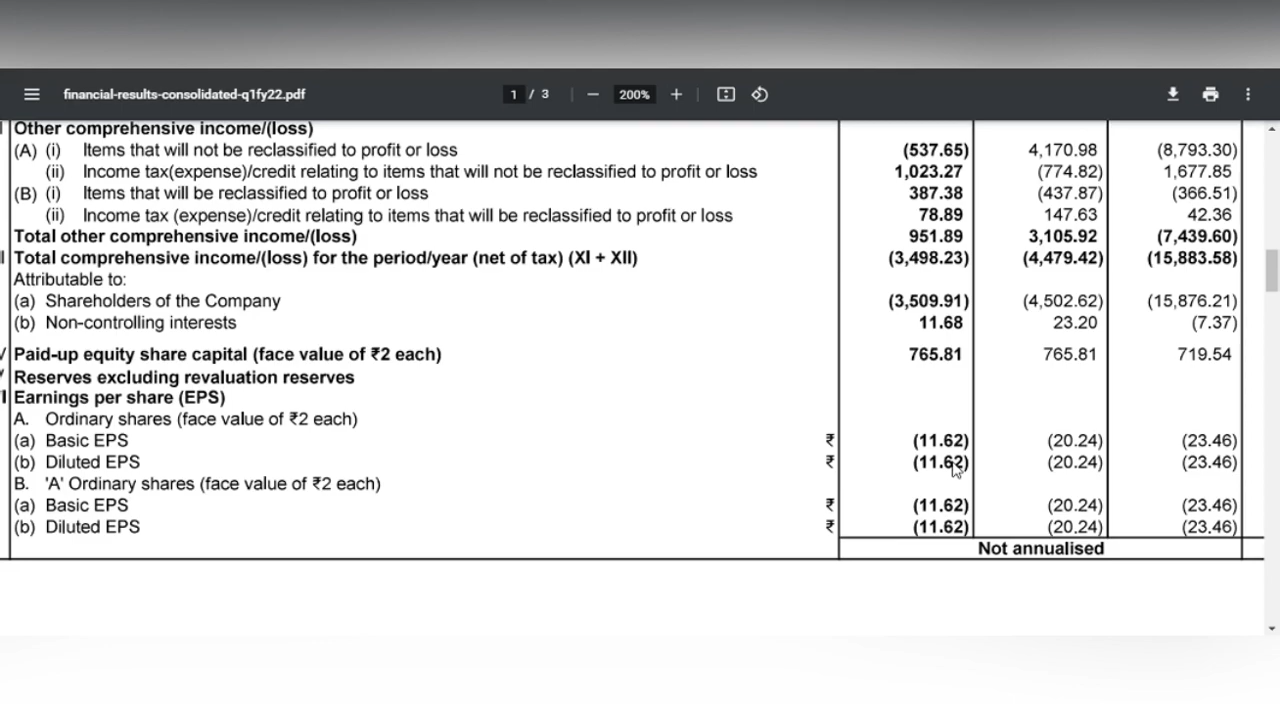 financial-results-consolidated-q1fy22.pdf 1 / 3 200%
Other comprehensive income/(loss)
(A) (i) Items that will not be reclassified to profit or loss (537.65) 4,170.98 (8,793.30)
(ii) Income tax(expense)/credit relating to items that will not be reclassified to profit or loss 1,023.27 (774.82) 1,677.85
(B) (i) Items that will be reclassified to profit or loss 387.38 (437.87) (366.51)
(ii) Income tax (expense)/credit relating to items that will be reclassified to profit or loss 78.89 147.63 42.36
Total other comprehensive income/(loss) 951.89 3,105.92 (7,439.60)
Total comprehensive income/(loss) for the period/year (net of tax) (XI + XII) (3,498.23) (4,479.42) (15,883.58)
Attributable to:
(a) Shareholders of the Company (3,509.91) (4,502.62) (15,876.21)
(b) Non-controlling interests 11.68 23.20 (7.37)
Paid-up equity share capital (face value of ₹2 each) 765.81 765.81 719.54
Reserves excluding revaluation reserves
Earnings per share (EPS)
A. Ordinary shares (face value of ₹2 each)
(a) Basic EPS ₹ (11.62) (20.24) (23.46)
(b) Diluted EPS ₹ (11.62) (20.24) (23.46)
B. 'A' Ordinary shares (face value of ₹2 each)
(a) Basic EPS ₹ (11.62) (20.24) (23.46)
(b) Diluted EPS ₹ (11.62) (20.24) (23.46)
Not annualised